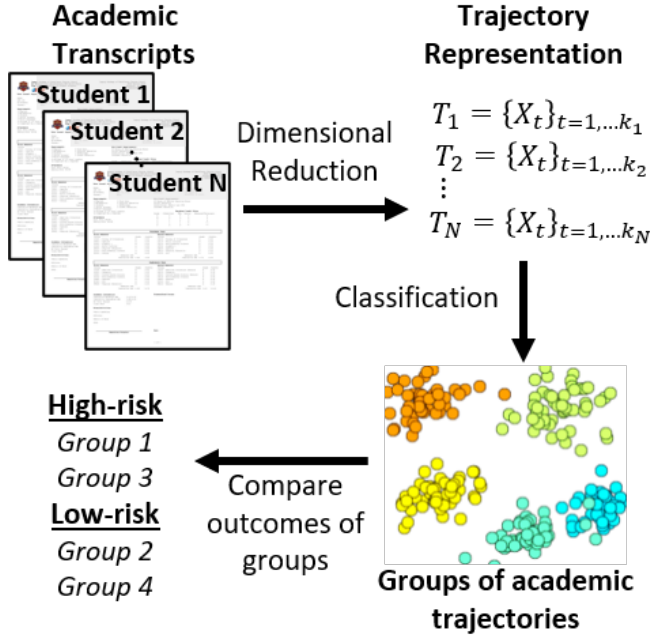 Academic
Transcripts
Student 1
Student 2
Student N
Dimensional
Reduction
Trajectory
Representation
T₁ = {Xₜ}ₜ₌₁,...k₁
T₂ = {Xₜ}ₜ₌₁,...k₂
⋮
T_N = {Xₜ}ₜ₌₁,...k_N
Classification
Groups of academic
trajectories
Compare
outcomes of
groups
High-risk
Group 1
Group 3
Low-risk
Group 2
Group 4